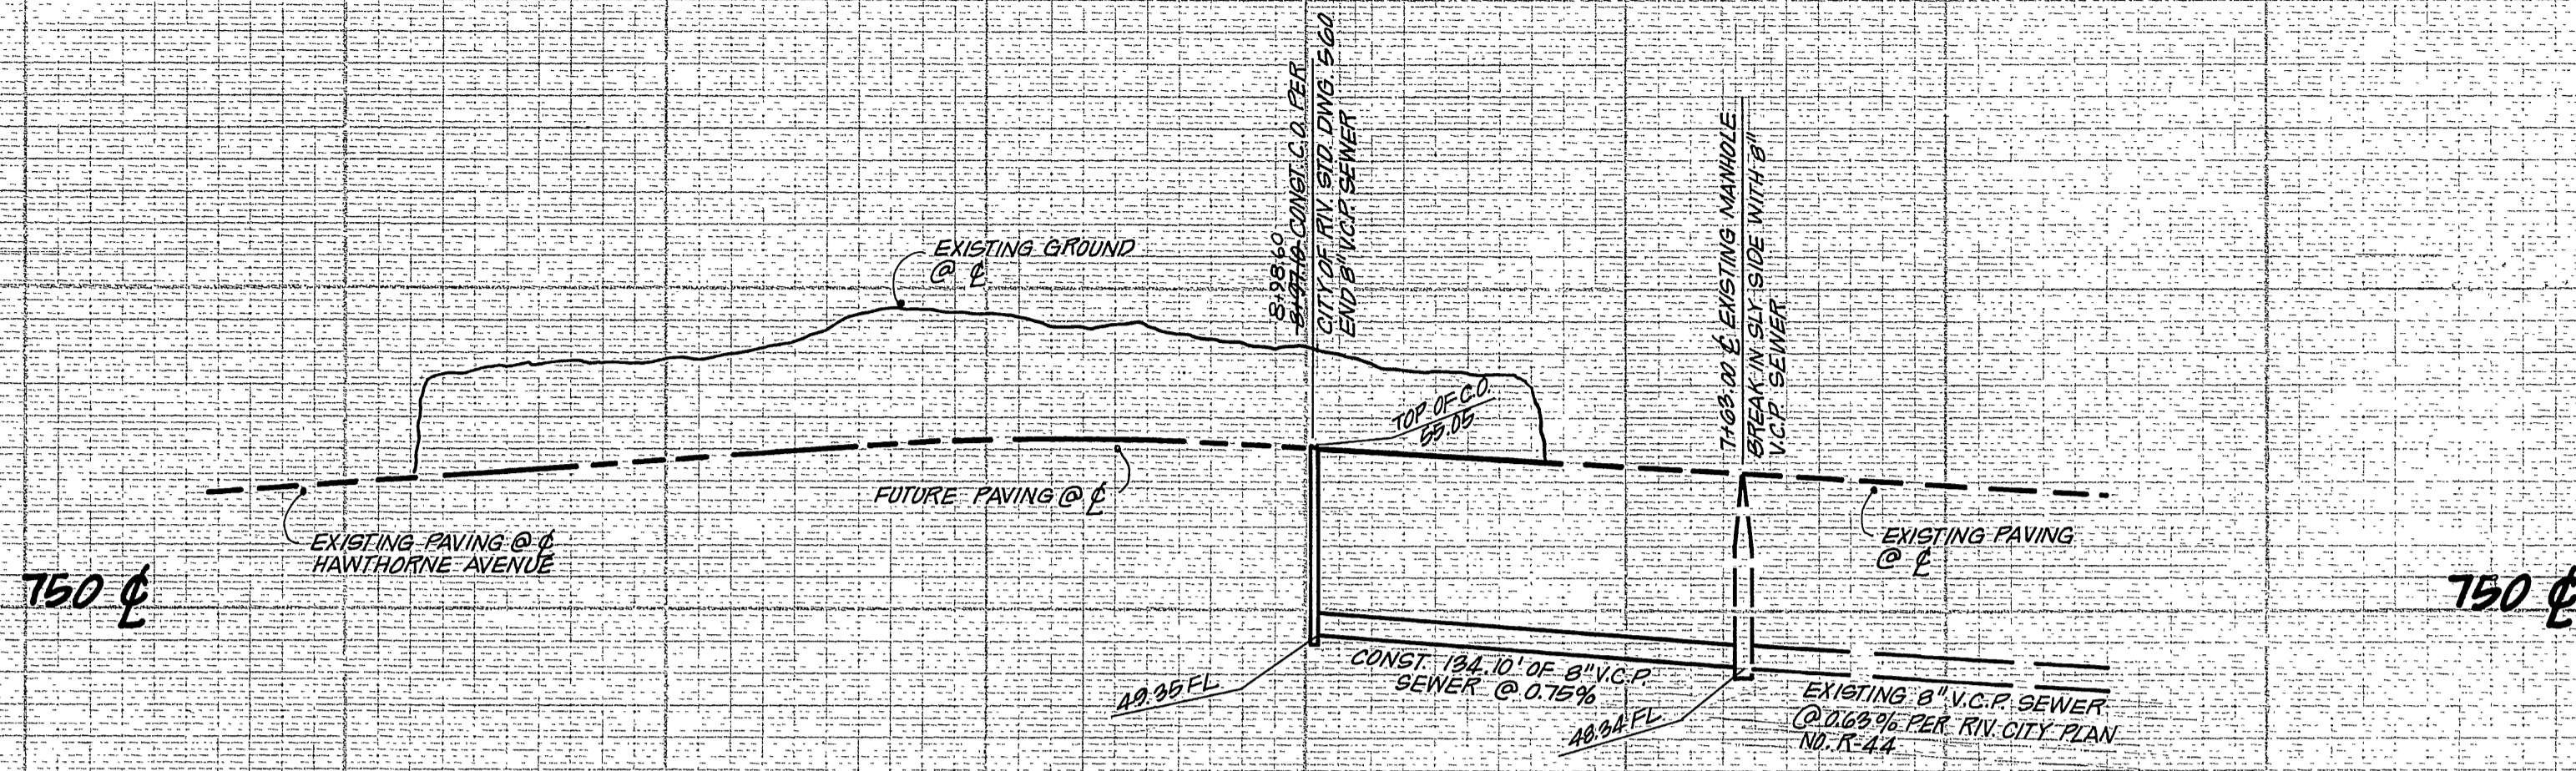 8+98.60
8+97.10 CONST. C.O. PER
CITY OF RIV. STD. DWG. 560
END 8" V.C.P. SEWER
7+63.00 ℄ EXISTING MANHOLE
BREAK IN SLY SIDE WITH 8"
V.C.P. SEWER
EXISTING GROUND
@ ℄
TOP OF C.O.
55.05
FUTURE PAVING @ ℄
EXISTING PAVING @ ℄
HAWTHORNE AVENUE
EXISTING PAVING
@ ℄
750 ℄
750 ℄
49.35 FL
CONST. 134.10' OF 8" V.C.P.
SEWER @ 0.75%
48.34 FL
EXISTING 8" V.C.P. SEWER
@ 0.63% PER RIV. CITY PLAN
NO. R-44